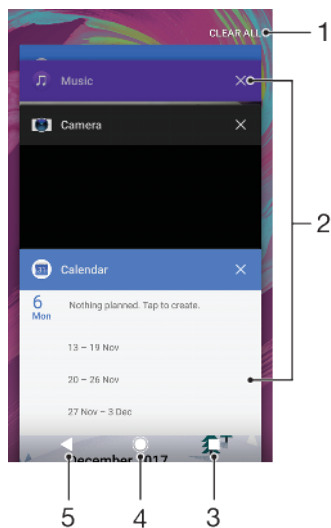 CLEAR ALL
1
Music
2
Camera
31
Calendar
6
Mon
Nothing planned. Tap to create.
13 – 19 Nov
20 – 26 Nov
27 Nov – 3 Dec
December 2017
5
4
3